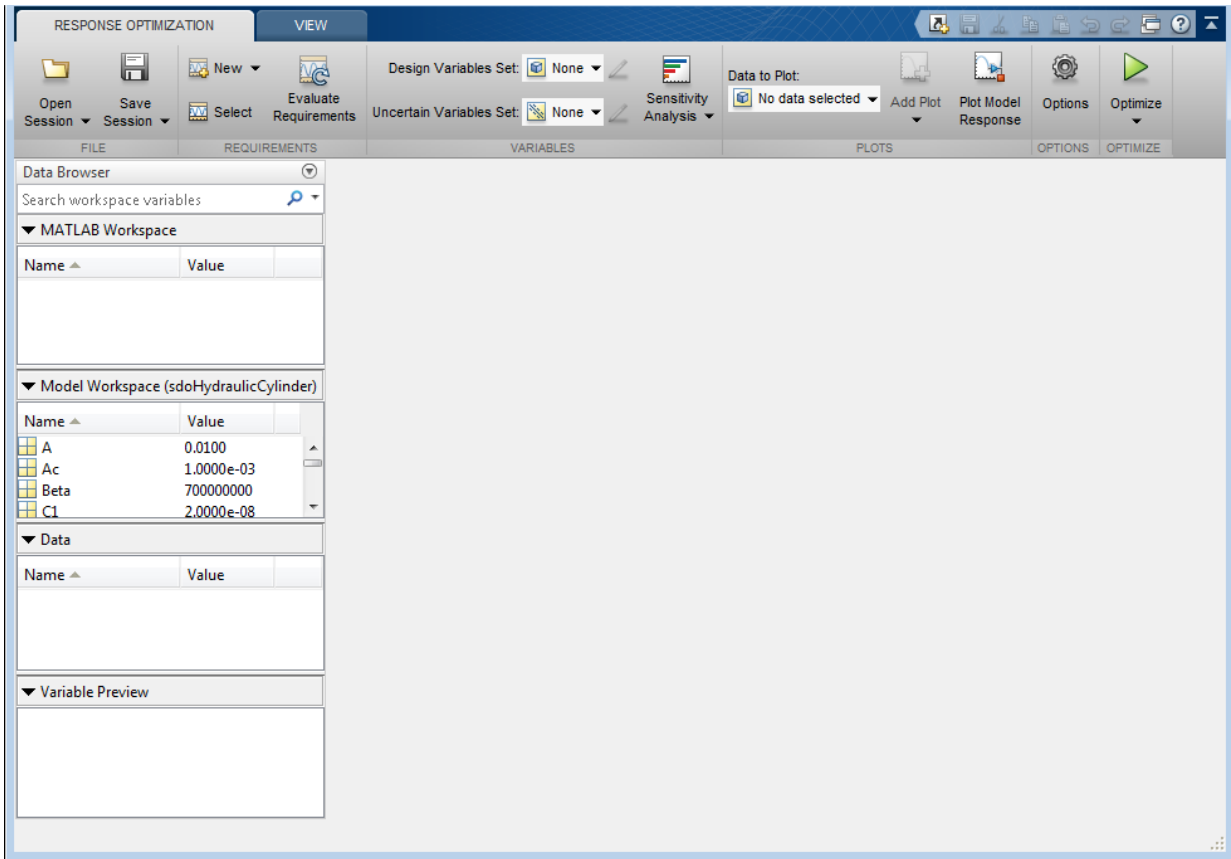 RESPONSE OPTIMIZATION VIEW
Open Session
Save Session
FILE
New
Select
Evaluate Requirements
REQUIREMENTS
Design Variables Set: None
Uncertain Variables Set: None
Sensitivity Analysis
VARIABLES
Data to Plot:
No data selected
Add Plot
Plot Model Response
PLOTS
Options
OPTIONS
Optimize
OPTIMIZE
Data Browser
Search workspace variables
MATLAB Workspace
Name Value
Model Workspace (sdoHydraulicCylinder)
Name Value
A 0.0100
Ac 1.0000e-03
Beta 700000000
C1 2.0000e-08
Data
Name Value
Variable Preview